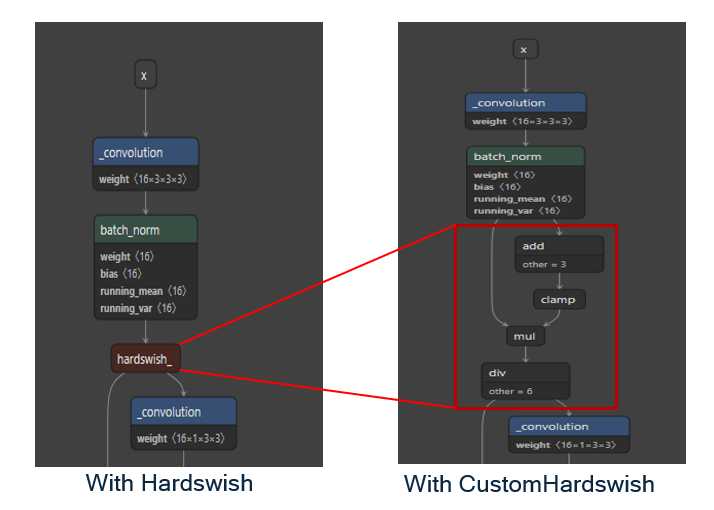 x
_convolution
weight 〈16×3×3×3〉
batch_norm
weight 〈16〉
bias 〈16〉
running_mean 〈16〉
running_var 〈16〉
hardswish_
_convolution
weight 〈16×1×3×3〉
With Hardswish
x
_convolution
weight 〈16×3×3×3〉
batch_norm
weight 〈16〉
bias 〈16〉
running_mean 〈16〉
running_var 〈16〉
add
other = 3
clamp
mul
div
other = 6
_convolution
weight 〈16×1×3×3〉
With CustomHardswish